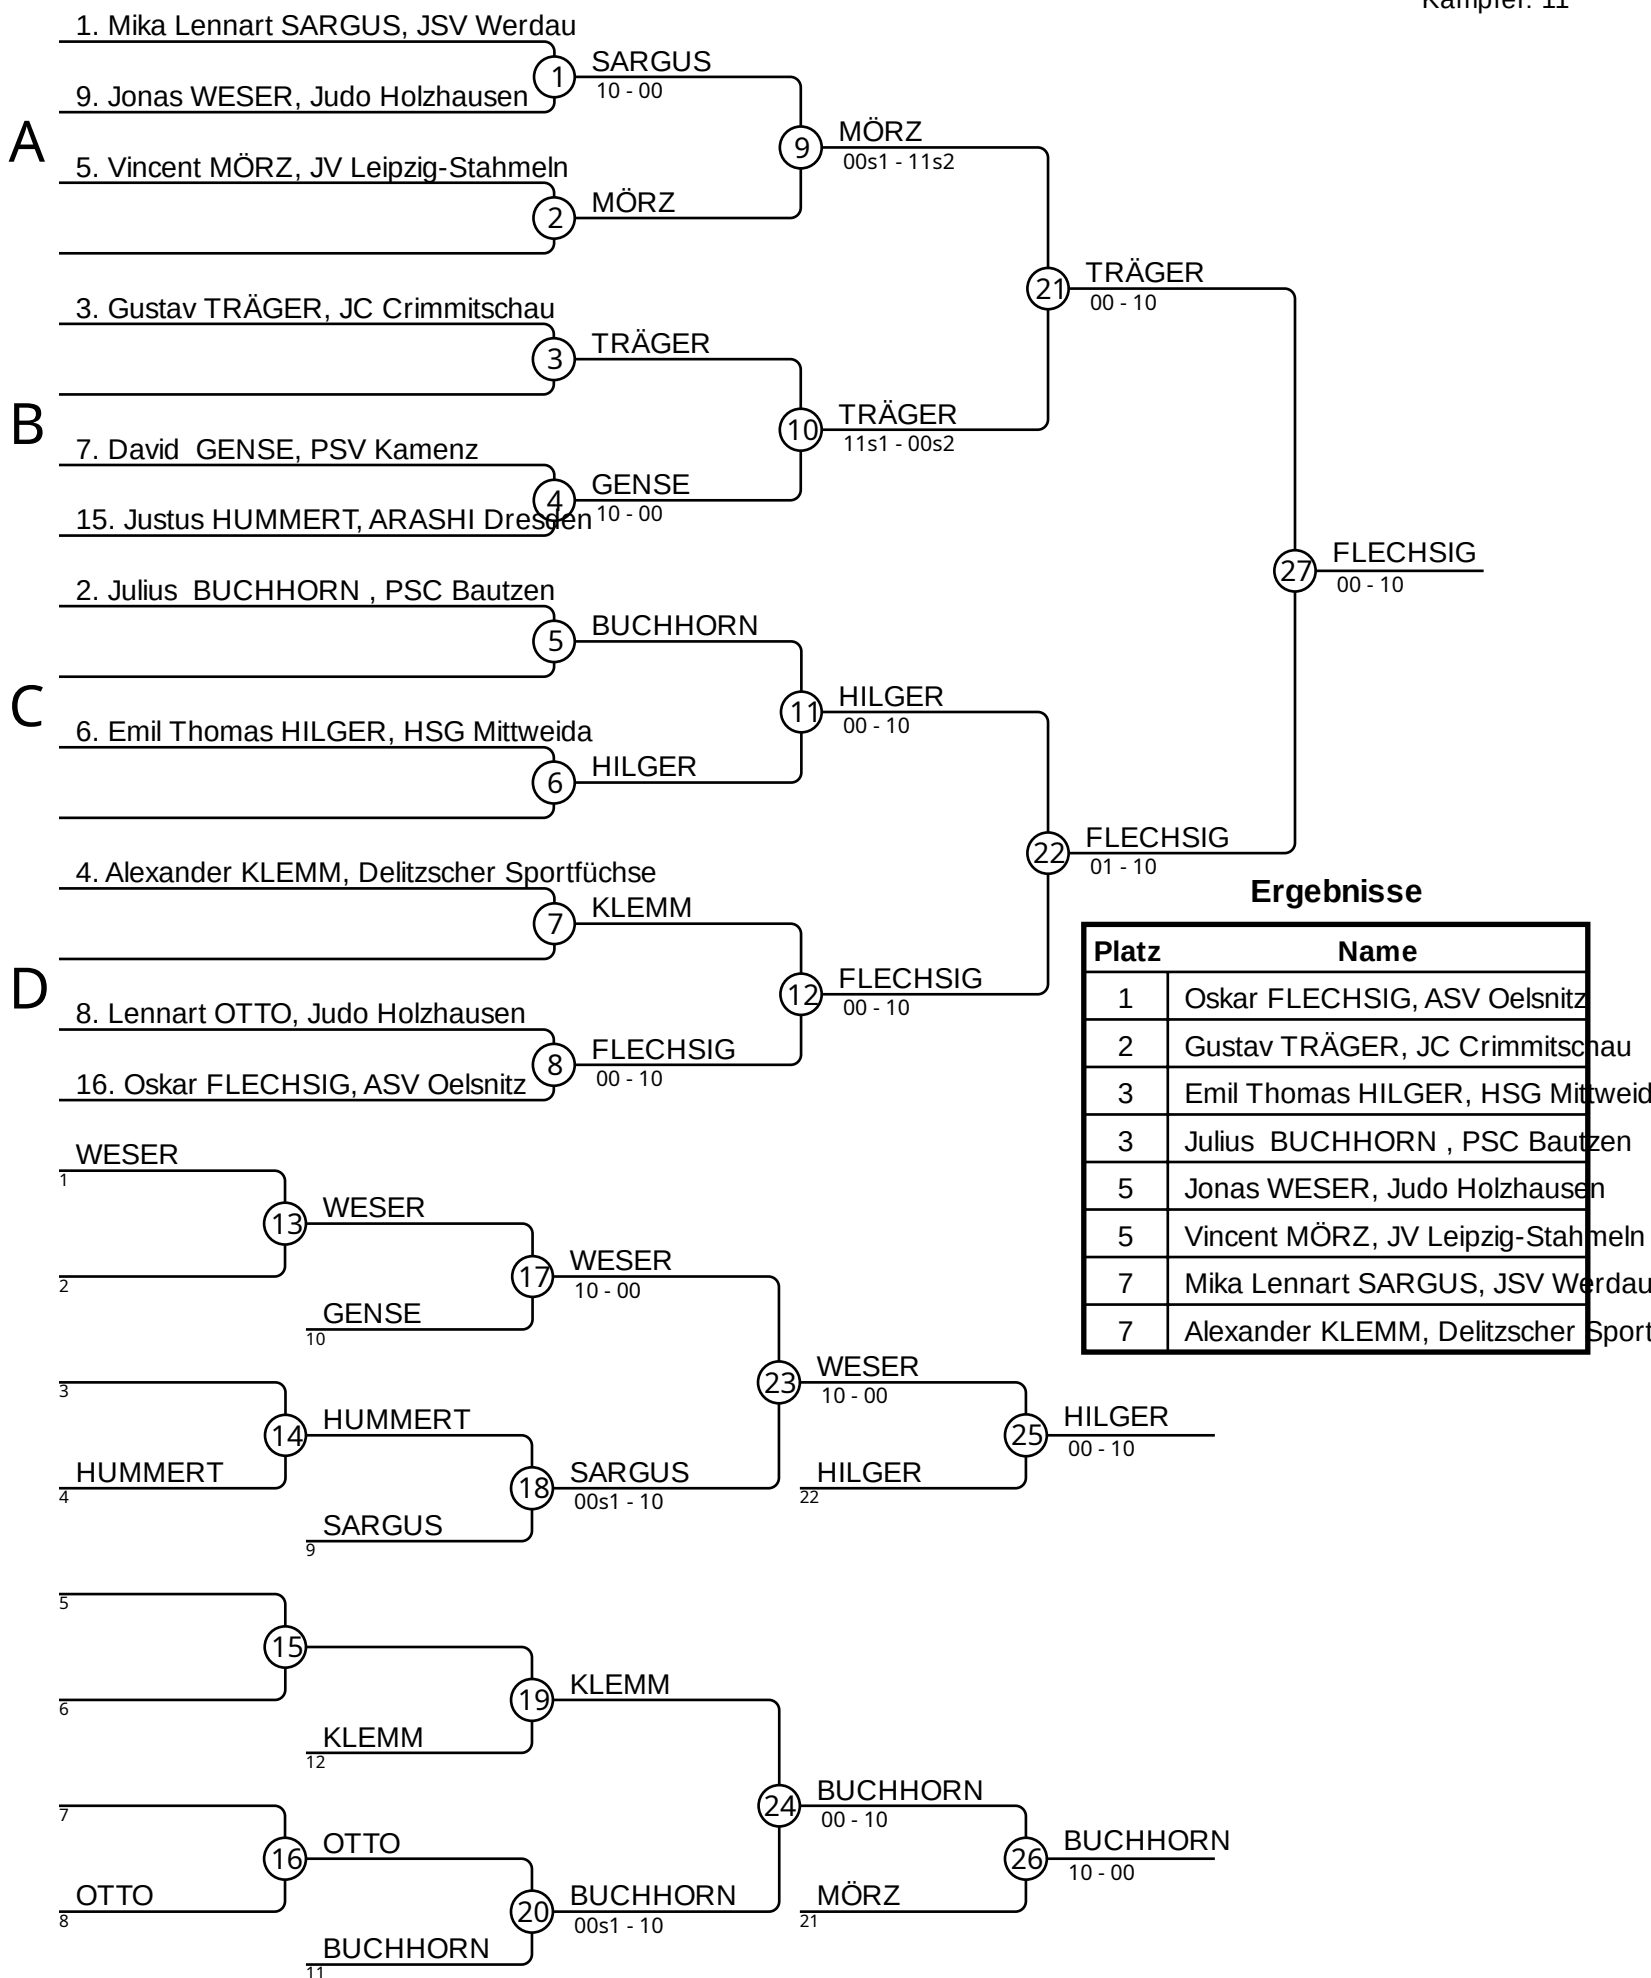 Kämpfer: 11
1. Mika Lennart SARGUS, JSV Werdau
1
SARGUS
10 - 00
9. Jonas WESER, Judo Holzhausen
A
9
MÖRZ
00s1 - 11s2
5. Vincent MÖRZ, JV Leipzig-Stahmeln
2
MÖRZ
21
TRÄGER
00 - 10
3. Gustav TRÄGER, JC Crimmitschau
3
TRÄGER
B
10
TRÄGER
11s1 - 00s2
7. David  GENSE, PSV Kamenz
4
GENSE
10 - 00
15. Justus HUMMERT, ARASHI Dresden
27
FLECHSIG
00 - 10
2. Julius  BUCHHORN , PSC Bautzen
5
BUCHHORN
C
11
HILGER
00 - 10
6. Emil Thomas HILGER, HSG Mittweida
6
HILGER
22
FLECHSIG
01 - 10
4. Alexander KLEMM, Delitzscher Sportfüchse
7
KLEMM
D
12
FLECHSIG
00 - 10
8. Lennart OTTO, Judo Holzhausen
8
FLECHSIG
00 - 10
16. Oskar FLECHSIG, ASV Oelsnitz
Ergebnisse
Platz Name
1 Oskar FLECHSIG, ASV Oelsnitz
2 Gustav TRÄGER, JC Crimmitschau
3 Emil Thomas HILGER, HSG Mittweid
3 Julius  BUCHHORN , PSC Bautzen
5 Jonas WESER, Judo Holzhausen
5 Vincent MÖRZ, JV Leipzig-Stahmeln
7 Mika Lennart SARGUS, JSV Werdau
7 Alexander KLEMM, Delitzscher Sport
WESER
1
13
WESER
2
17
WESER
10 - 00
GENSE
10
23
WESER
10 - 00
3
14
HUMMERT
HUMMERT
4
18
SARGUS
00s1 - 10
SARGUS
9
25
HILGER
00 - 10
HILGER
22
5
15
6
19
KLEMM
KLEMM
12
24
BUCHHORN
00 - 10
7
16
OTTO
OTTO
8
20
BUCHHORN
00s1 - 10
BUCHHORN
11
26
BUCHHORN
10 - 00
MÖRZ
21